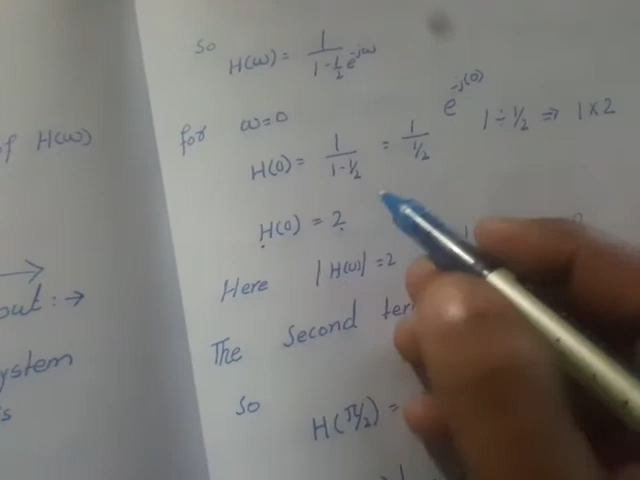 So H(ω) = 1/(1 - 1/2 e^-jω)
of H(ω)
for ω=0
e^-j(0)
H(0) = 1/(1 - 1/2) = 1/(1/2)
1 ÷ 1/2 ⇒ 1 × 2
H(0) = 2
Here |H(ω)| = 2
out : →
The second
ystem
So
H(π/2) =